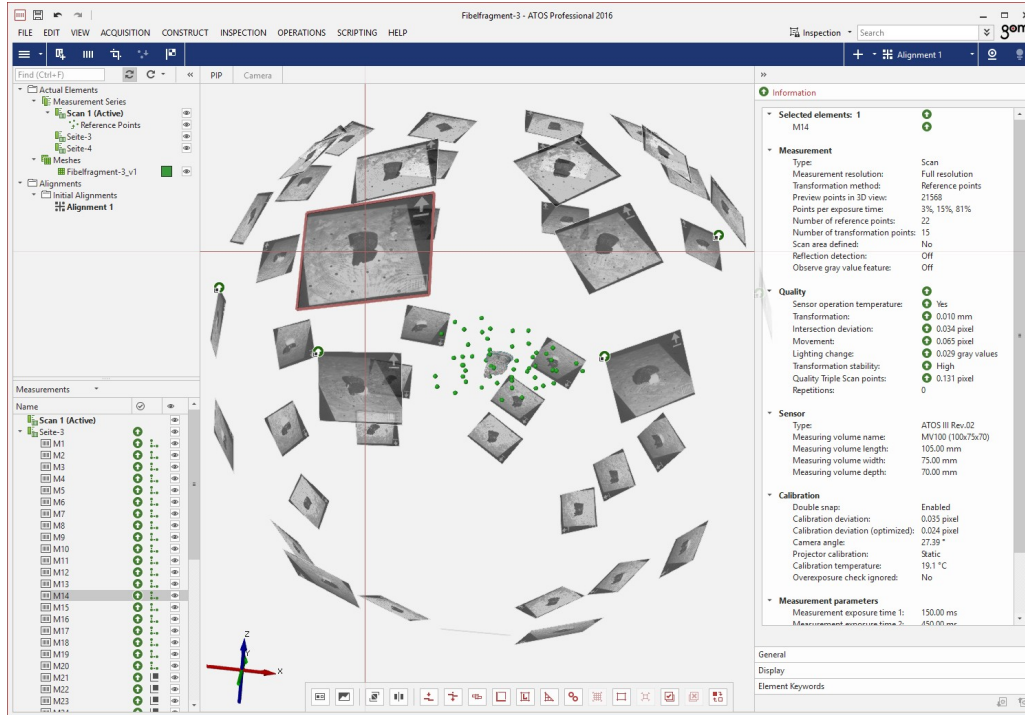 Fibelfragment-3 - ATOS Professional 2016
FILE EDIT VIEW ACQUISITION CONSTRUCT INSPECTION OPERATIONS SCRIPTING HELP
Inspection Search gom
Alignment 1
Find (Ctrl+F) PIP Camera
Actual Elements
Measurement Series
Scan 1 (Active)
Reference Points
Seite-3
Seite-4
Meshes
Fibelfragment-3_v1
Alignments
Initial Alignments
Alignment 1
Measurements
Name
Scan 1 (Active)
Seite-3
M1
M2
M3
M4
M5
M6
M7
M8
M9
M10
M11
M12
M13
M14
M15
M16
M17
M18
M19
M20
M21
M22
M23
Z
Y
X
Information
Selected elements: 1
M14
Measurement
Type: Scan
Measurement resolution: Full resolution
Transformation method: Reference points
Preview points in 3D view: 21568
Points per exposure time: 3%, 15%, 81%
Number of reference points: 22
Number of transformation points: 15
Scan area defined: No
Reflection detection: Off
Observe gray value feature: Off
Quality
Sensor operation temperature: Yes
Transformation: 0.010 mm
Intersection deviation: 0.034 pixel
Movement: 0.065 pixel
Lighting change: 0.029 gray values
Transformation stability: High
Quality Triple Scan points: 0.131 pixel
Repetitions: 0
Sensor
Type: ATOS III Rev.02
Measuring volume name: MV100 (100x75x70)
Measuring volume length: 105.00 mm
Measuring volume width: 75.00 mm
Measuring volume depth: 70.00 mm
Calibration
Double snap: Enabled
Calibration deviation: 0.035 pixel
Calibration deviation (optimized): 0.024 pixel
Camera angle: 27.39 °
Projector calibration: Static
Calibration temperature: 19.1 °C
Overexposure check ignored: No
Measurement parameters
Measurement exposure time 1: 150.00 ms
Measurement exposure time 2: 450.00 ms
General
Display
Element Keywords